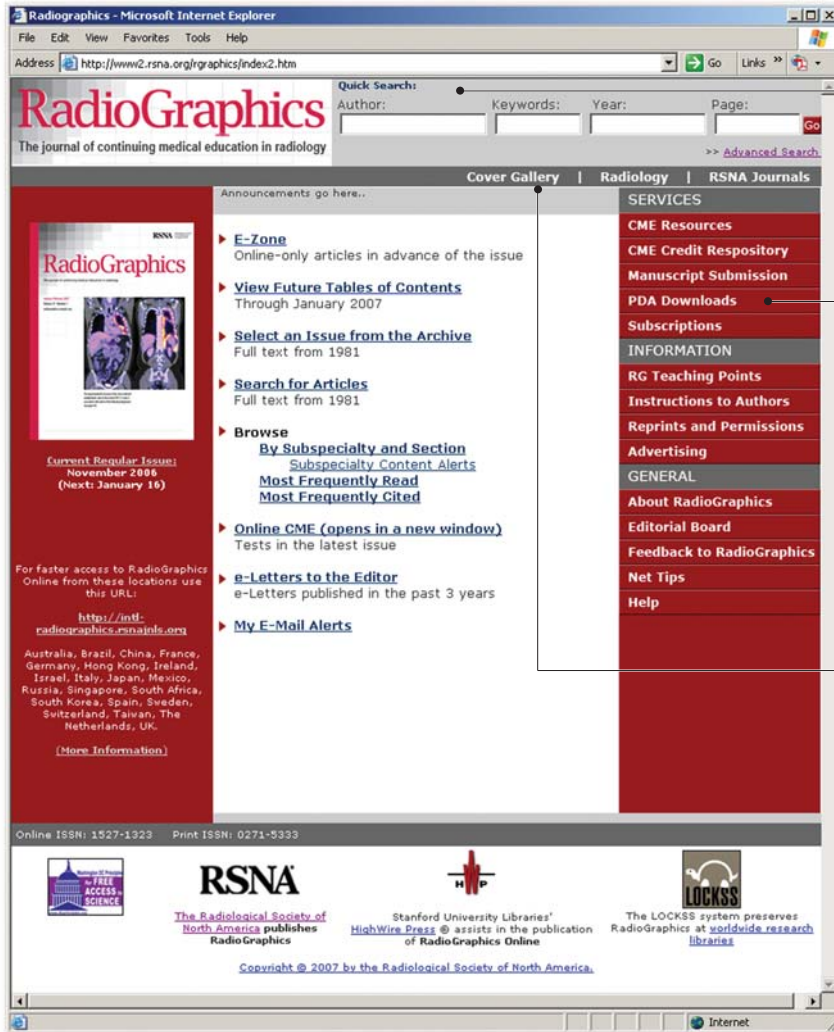 Radiographics - Microsoft Internet Explorer
File Edit View Favorites Tools Help
Address http://www2.rsna.org/rgraphics/index2.htm Go Links »
RadioGraphics
The journal of continuing medical education in radiology
Quick Search:
Author: Keywords: Year: Page:
Go
>> Advanced Search
Cover Gallery | Radiology | RSNA Journals
RSNA
RadioGraphics
Current Regular Issue:
November 2006
(Next: January 16)
For faster access to RadioGraphics
Online from these locations use
this URL:
http://intl-
radiographics.rsnajnls.org
Australia, Brazil, China, France,
Germany, Hong Kong, Ireland,
Israel, Italy, Japan, Mexico,
Russia, Singapore, South Africa,
South Korea, Spain, Sweden,
Switzerland, Taiwan, The
Netherlands, UK.
(More Information)
Announcements go here..
E-Zone
Online-only articles in advance of the issue
View Future Tables of Contents
Through January 2007
Select an Issue from the Archive
Full text from 1981
Search for Articles
Full text from 1981
Browse
By Subspecialty and Section
Subspecialty Content Alerts
Most Frequently Read
Most Frequently Cited
Online CME (opens in a new window)
Tests in the latest issue
e-Letters to the Editor
e-Letters published in the past 3 years
My E-Mail Alerts
SERVICES
CME Resources
CME Credit Respository
Manuscript Submission
PDA Downloads
Subscriptions
INFORMATION
RG Teaching Points
Instructions to Authors
Reprints and Permissions
Advertising
GENERAL
About RadioGraphics
Editorial Board
Feedback to RadioGraphics
Net Tips
Help
Online ISSN: 1527-1323 Print ISSN: 0271-5333
Washington DC Principles
for FREE
ACCESS to
SCIENCE
RSNA
The Radiological Society of
North America publishes
RadioGraphics
H W P
Stanford University Libraries'
HighWire Press ® assists in the publication
of RadioGraphics Online
LOCKSS
The LOCKSS system preserves
RadioGraphics at worldwide research
libraries
Copyright © 2007 by the Radiological Society of North America.
Internet